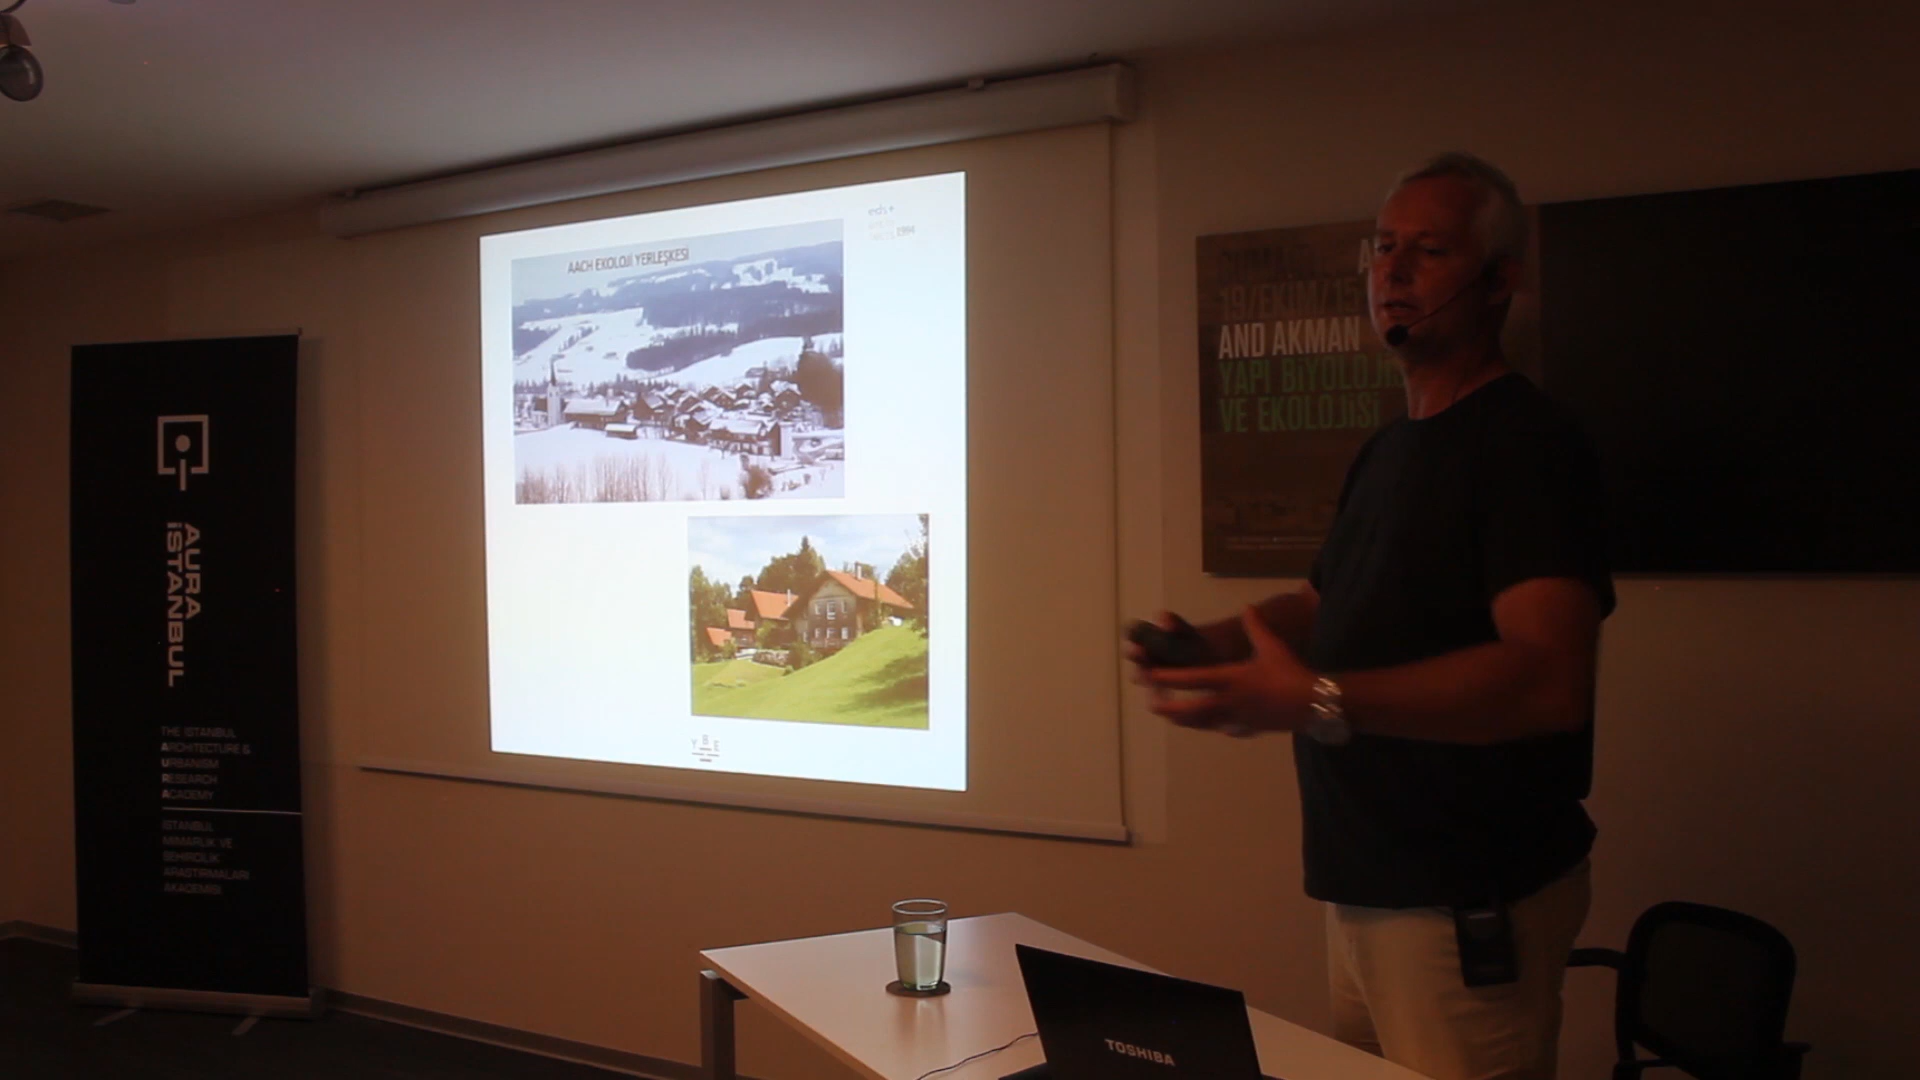 AURA
İSTANBUL
THE ISTANBUL
ARCHITECTURE &
URBANISM
RESEARCH
ACADEMY
İSTANBUL
MİMARLIK VE
ŞEHİRCİLİK
ARAŞTIRMALARI
AKADEMİSİ
AACH EKOLOJİ YERLEŞKESİ
1994
Y B E
19/EKİM/15
AND AKMAN
YAPI BİYOLOJİ
VE EKOLOJİSİ
TOSHIBA